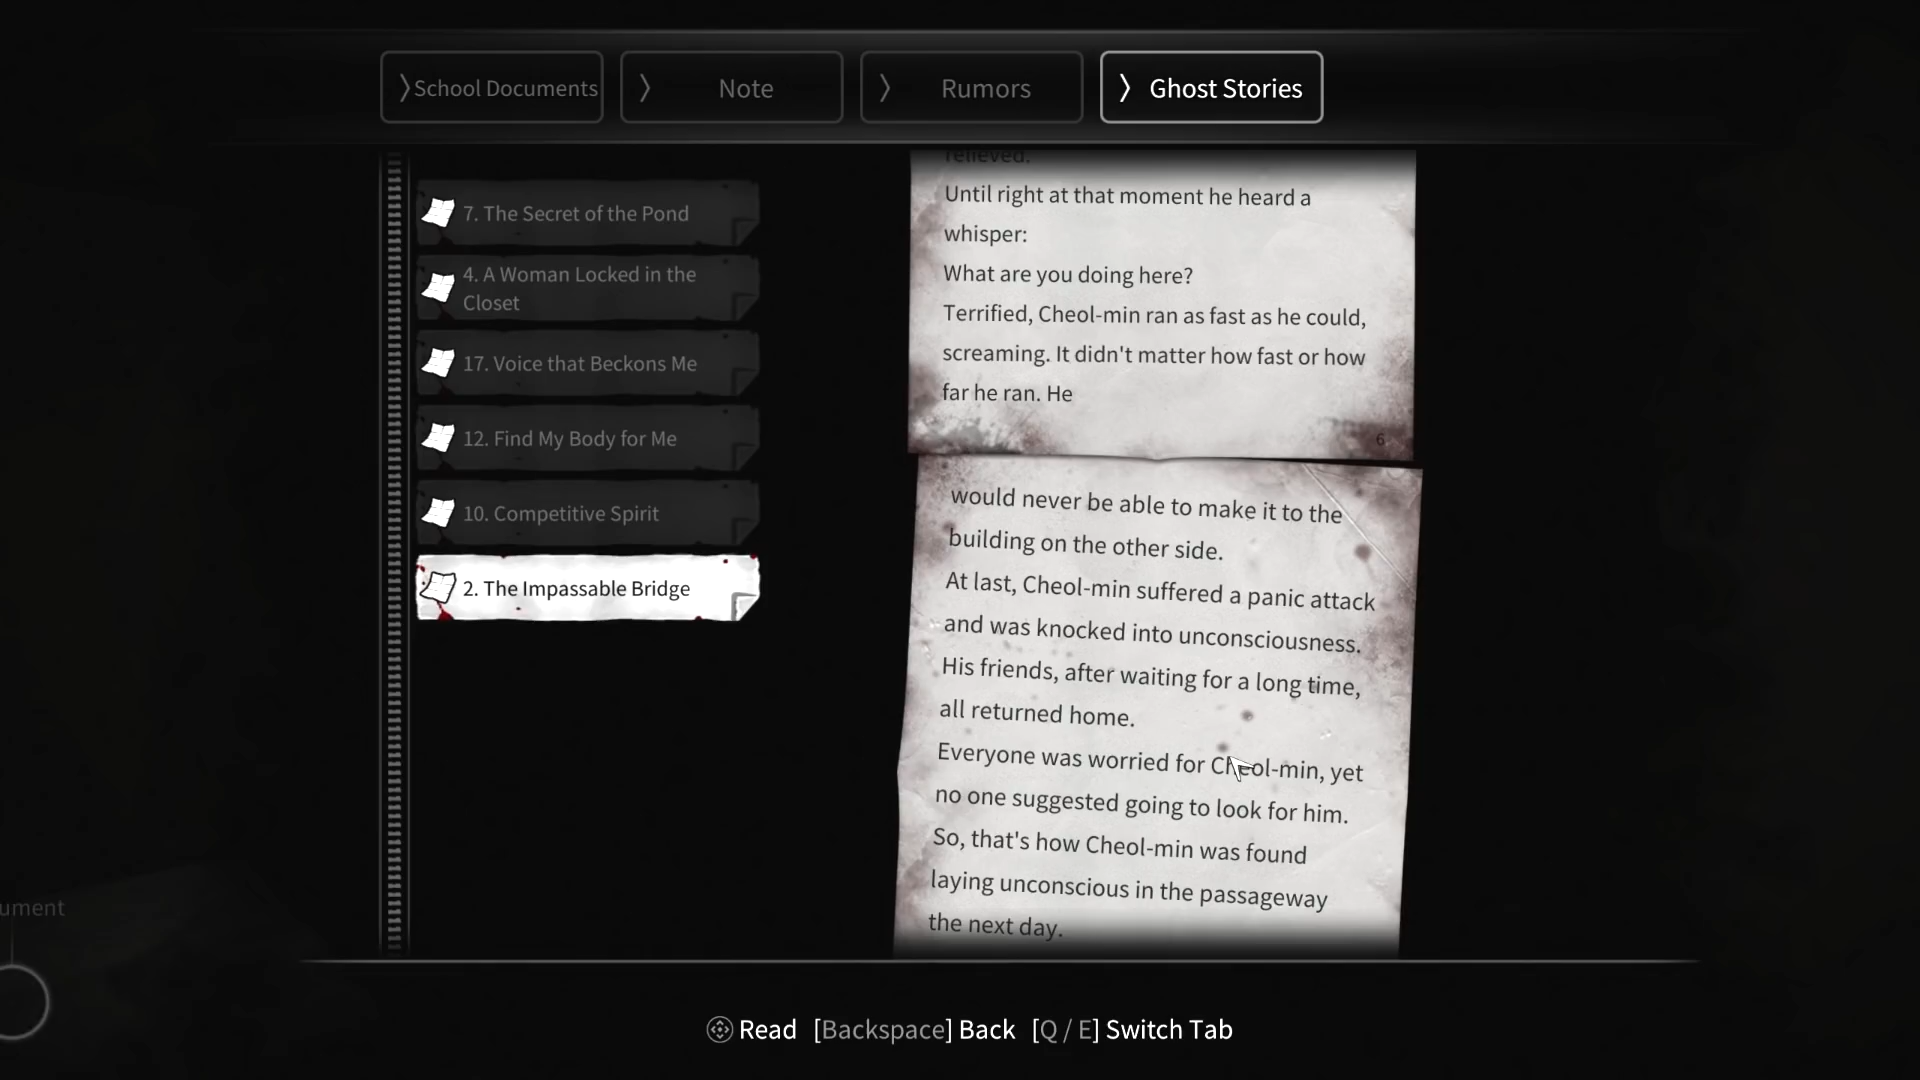 School Documents
Note
Rumors
Ghost Stories
7. The Secret of the Pond
4. A Woman Locked in the
Closet
17. Voice that Beckons Me
12. Find My Body for Me
10. Competitive Spirit
2. The Impassable Bridge
relieved.
Until right at that moment he heard a
whisper:
What are you doing here?
Terrified, Cheol-min ran as fast as he could,
screaming. It didn't matter how fast or how
far he ran. He
6
would never be able to make it to the
building on the other side.
At last, Cheol-min suffered a panic attack
and was knocked into unconsciousness.
His friends, after waiting for a long time,
all returned home.
Everyone was worried for Cheol-min, yet
no one suggested going to look for him.
So, that's how Cheol-min was found
laying unconscious in the passageway
the next day.
ument
Read [Backspace] Back [Q / E] Switch Tab